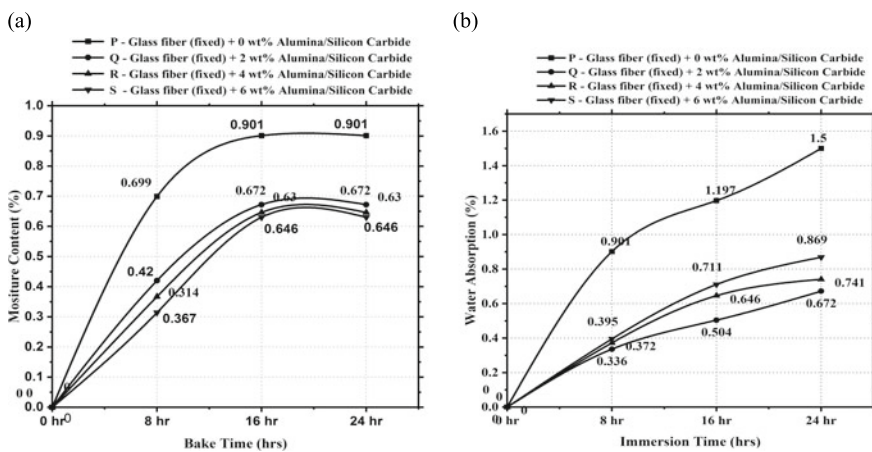 (a)
P - Glass fiber (fixed) + 0 wt% Alumina/Silicon Carbide
Q - Glass fiber (fixed) + 2 wt% Alumina/Silicon Carbide
R - Glass fiber (fixed) + 4 wt% Alumina/Silicon Carbide
S - Glass fiber (fixed) + 6 wt% Alumina/Silicon Carbide
Mositure Content (%)
1.0
0.9
0.8
0.7
0.6
0.5
0.4
0.3
0.2
0.1
0.0
0.699
0.901
0.901
0.672
0.63
0.672
0.63
0.646
0.646
0.42
0.314
0.367
0
0 0
0
0 hr
8 hr
16 hr
24 hr
Bake Time (hrs)
(b)
P - Glass fiber (fixed) + 0 wt% Alumina/Silicon Carbide
Q - Glass fiber (fixed) + 2 wt% Alumina/Silicon Carbide
R - Glass fiber (fixed) + 4 wt% Alumina/Silicon Carbide
S - Glass fiber (fixed) + 6 wt% Alumina/Silicon Carbide
Water Absorption (%)
1.6
1.4
1.2
1.0
0.8
0.6
0.4
0.2
0.0
1.5
1.197
0.901
0.869
0.711
0.741
0.646
0.672
0.504
0.395
0.372
0.336
0
0
0
0 hr
8 hr
16 hr
24 hr
Immersion Time (hrs)